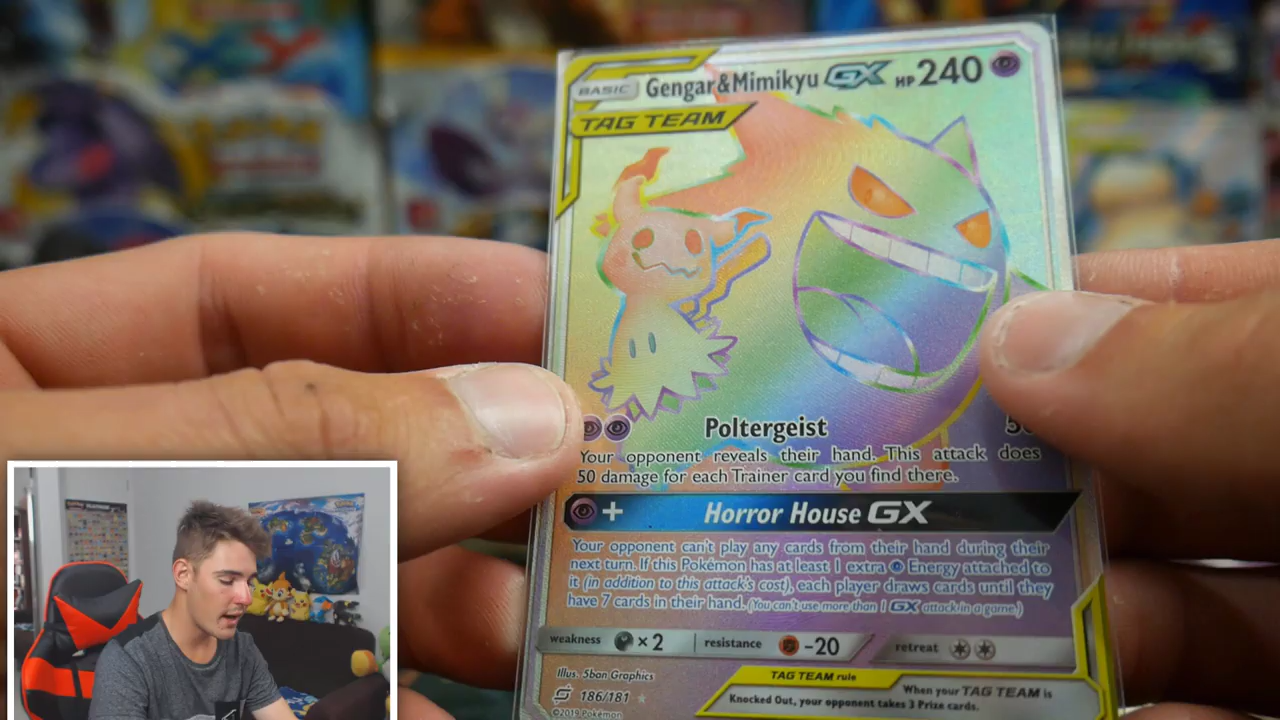 BASIC Gengar&Mimikyu GX HP 240
TAG TEAM
Poltergeist
Your opponent reveals their hand. This attack does
50 damage for each Trainer card you find there.
+ Horror House GX
Your opponent can't play any cards from their hand during their
next turn. If this Pokémon has at least 1 extra Energy attached to
it (in addition to this attack's cost), each player draws cards until they
have 7 cards in their hand. (You can't use more than 1 GX attack in a game.)
weakness ×2 resistance -20 retreat
Illus. 5ban Graphics
186/181
©2019 Pokémon
TAG TEAM rule
When your TAG TEAM is
Knocked Out, your opponent takes 3 Prize cards.